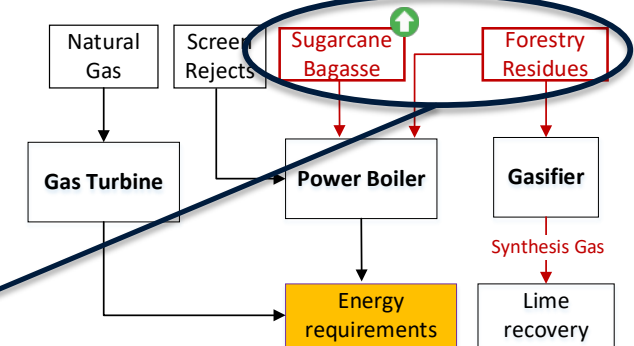 Natural
Gas
Screen
Rejects
Sugarcane
Bagasse
Forestry
Residues
Gas Turbine
Power Boiler
Gasifier
Synthesis Gas
Energy
requirements
Lime
recovery